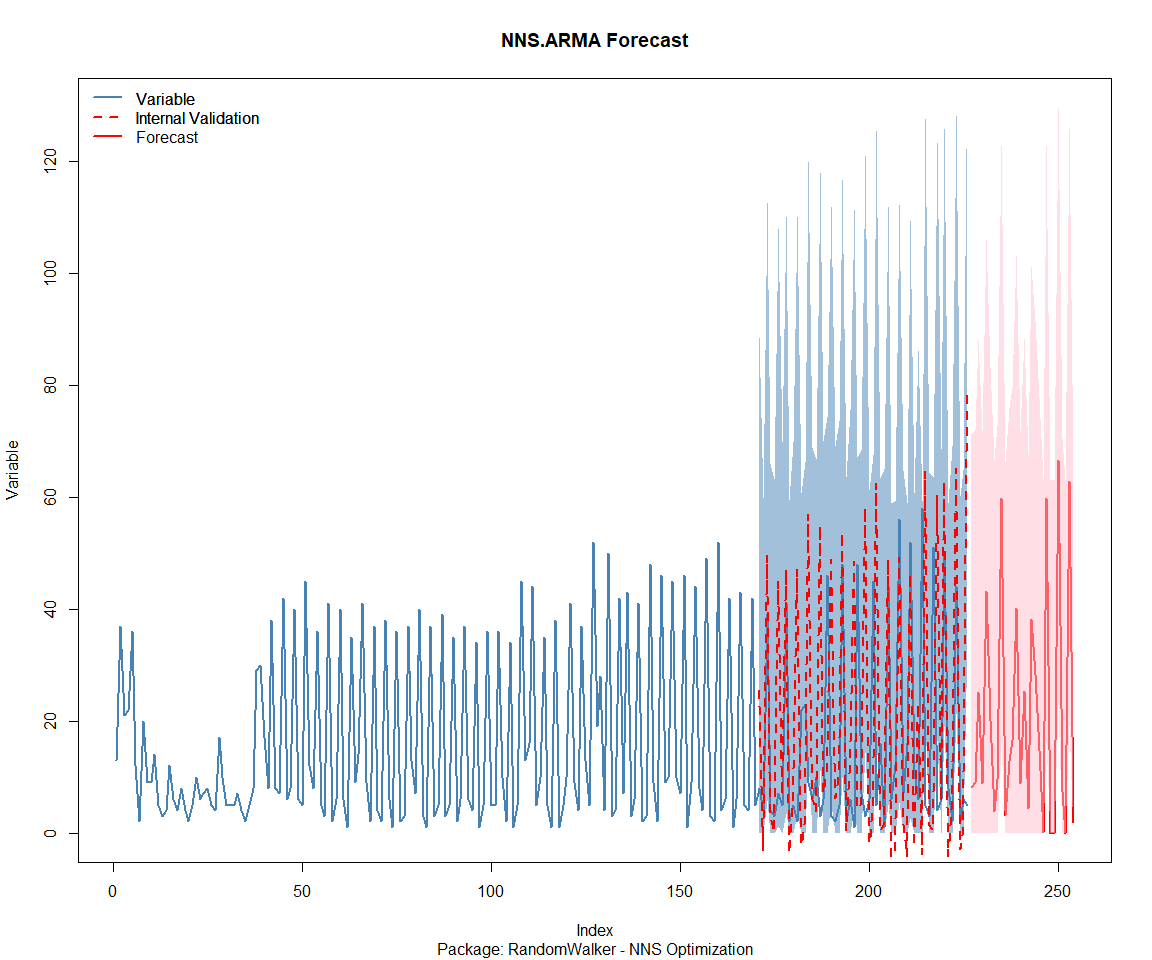 NNS.ARMA Forecast
Variable
Internal Validation
Forecast
120
100
80
60
40
20
0
Variable
0 50 100 150 200 250
Index
Package: RandomWalker - NNS Optimization